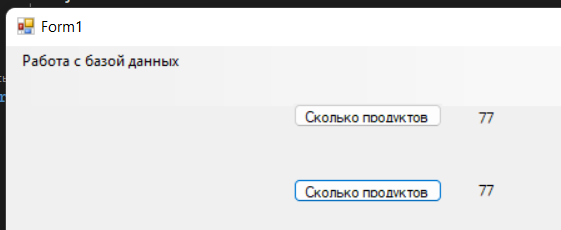 Form1
Работа с базой данных
Сколько продуктов 77
Сколько продуктов 77